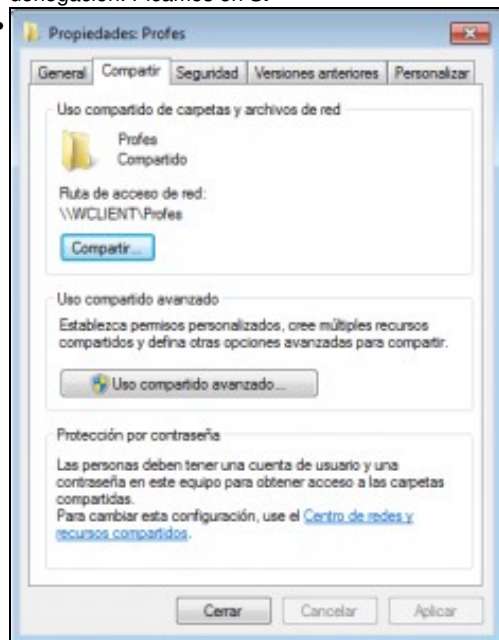 denegación. Picamos en Sí.
Propiedades: Profes
General Compartir Seguridad Versiones anteriores Personalizar
Uso compartido de carpetas y archivos de red
Profes
Compartido
Ruta de acceso de red:
\\WCLIENT\Profes
Compartir...
Uso compartido avanzado
Establezca permisos personalizados, cree múltiples recursos
compartidos y defina otras opciones avanzadas para compartir.
Uso compartido avanzado...
Protección por contraseña
Las personas deben tener una cuenta de usuario y una
contraseña en este equipo para obtener acceso a las carpetas
compartidas.
Para cambiar esta configuración, use el Centro de redes y
recursos compartidos.
Cerrar Cancelar Aplicar